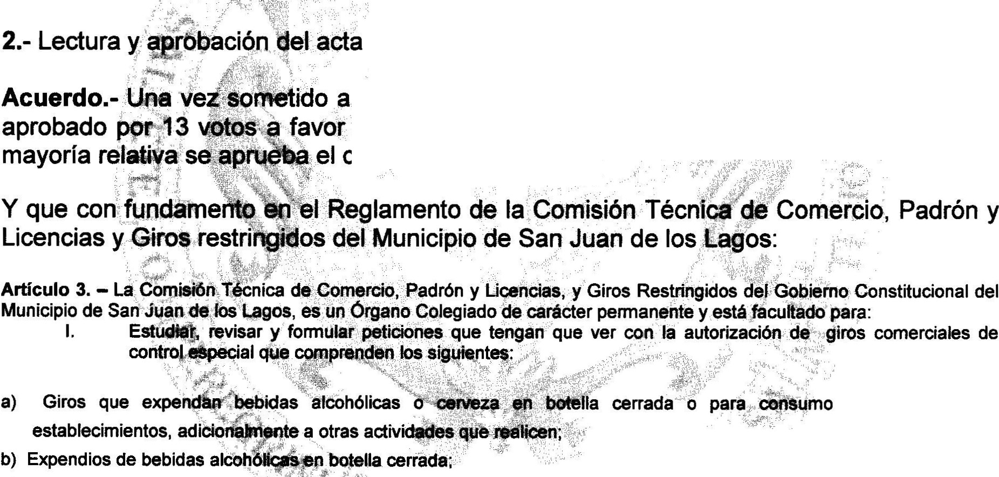 2.- Lectura y aprobación del acta
Acuerdo.- Una vez sometido a
aprobado por 13 votos a favor
mayoría relativa se aprueba el
Y que con fundamento en el Reglamento de la Comisión Técnica de Comercio, Padrón y
Licencias y Giros restringidos del Municipio de San Juan de los Lagos:
Artículo 3. – La Comisión Técnica de Comercio, Padrón y Licencias, y Giros Restringidos del Gobierno Constitucional del
Municipio de San Juan de los Lagos, es un Órgano Colegiado de carácter permanente y está facultado para:
I. Estudiar, revisar y formular peticiones que tengan que ver con la autorización de giros comerciales de
control especial que comprenden los siguientes:
a) Giros que expendan bebidas alcohólicas o cerveza en botella cerrada o para consumo
establecimientos, adicionalmente a otras actividades que realicen;
b) Expendios de bebidas alcohólicas en botella cerrada;